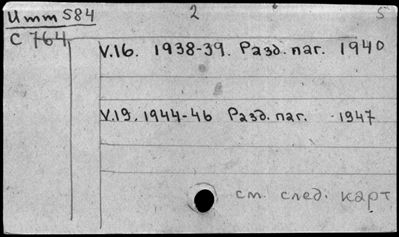 Итт 584 2 5
С 764
V.16. 1938-39. Разд. паг. 1940
V.19. 1944-46 Разд. паг. 1947
см. след. карт